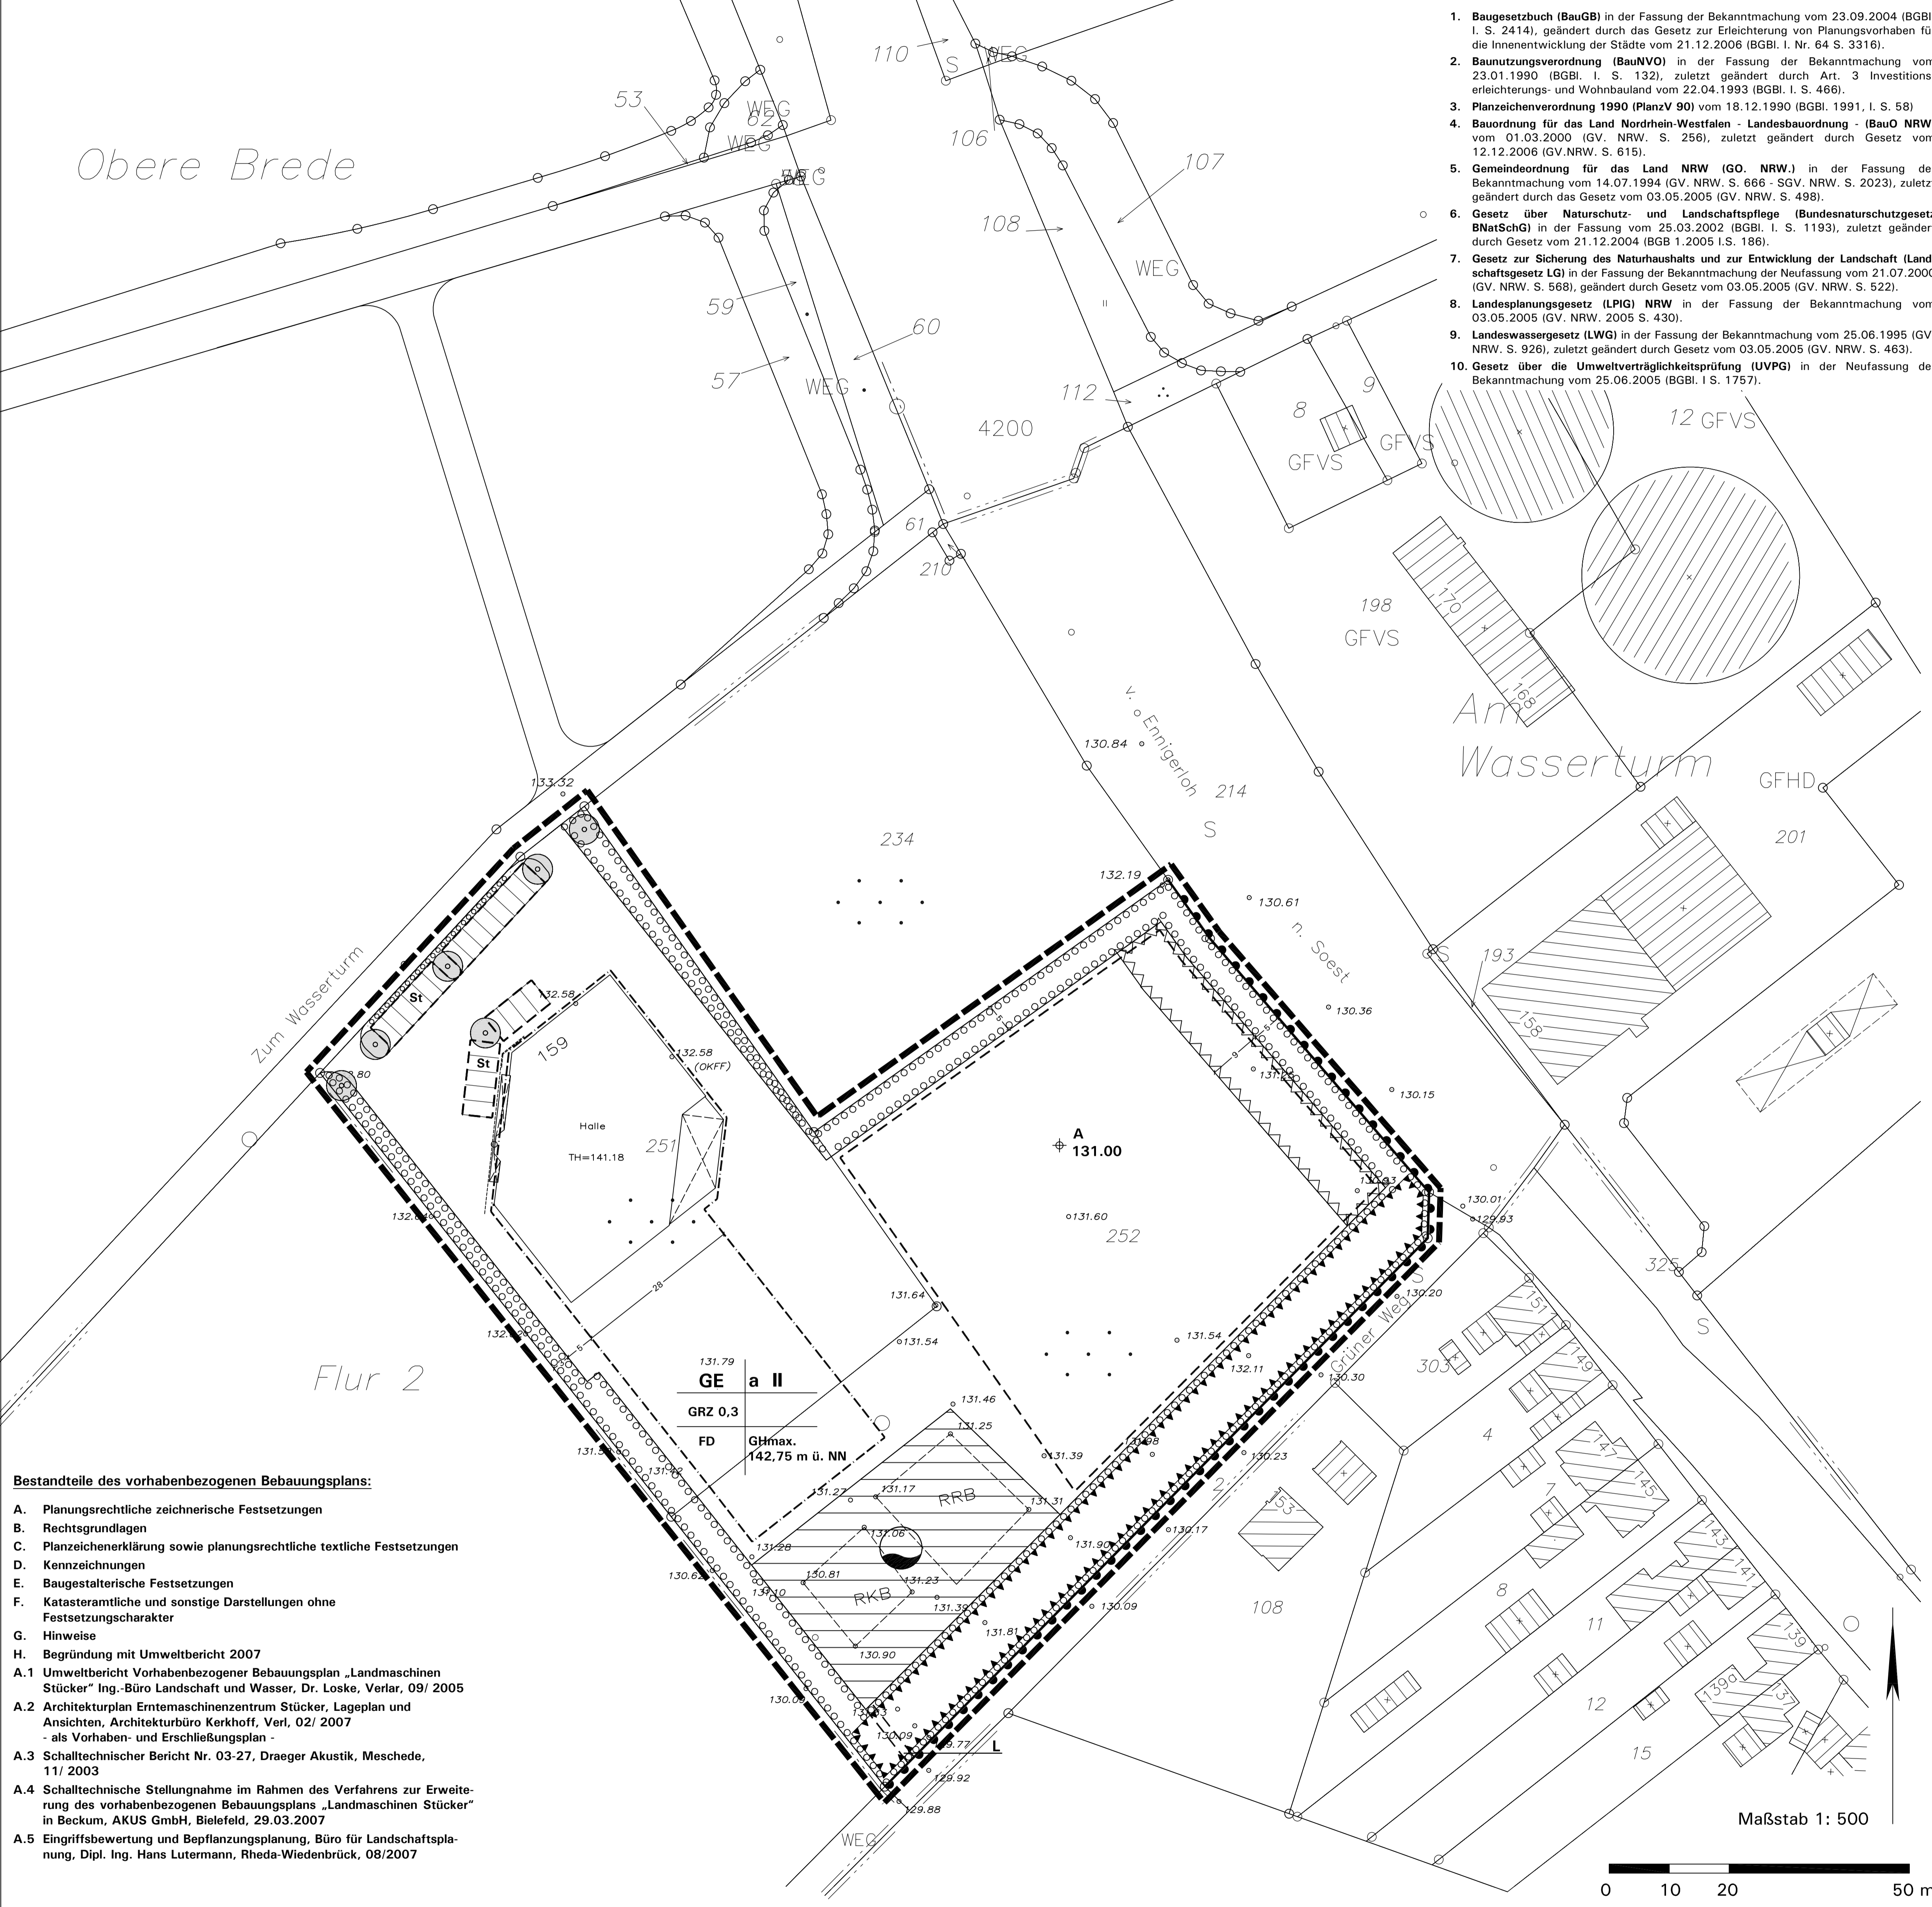 1. Baugesetzbuch (BauGB) in der Fassung der Bekanntmachung vom 23.09.2004 (BGBl
I. S. 2414), geändert durch das Gesetz zur Erleichterung von Planungsvorhaben fü
die Innenentwicklung der Städte vom 21.12.2006 (BGBl. I. Nr. 64 S. 3316).
2. Baunutzungsverordnung (BauNVO) in der Fassung der Bekanntmachung vom
23.01.1990 (BGBl. I. S. 132), zuletzt geändert durch Art. 3 Investitions
erleichterungs- und Wohnbauland vom 22.04.1993 (BGBl. I. S. 466).
3. Planzeichenverordnung 1990 (PlanzV 90) vom 18.12.1990 (BGBl. 1991, I. S. 58)
4. Bauordnung für das Land Nordrhein-Westfalen - Landesbauordnung - (BauO NRW
vom 01.03.2000 (GV. NRW. S. 256), zuletzt geändert durch Gesetz vom
12.12.2006 (GV.NRW. S. 615).
5. Gemeindeordnung für das Land NRW (GO. NRW.) in der Fassung de
Bekanntmachung vom 14.07.1994 (GV. NRW. S. 666 - SGV. NRW. S. 2023), zuletz
geändert durch das Gesetz vom 03.05.2005 (GV. NRW. S. 498).
6. Gesetz über Naturschutz- und Landschaftspflege (Bundesnaturschutzgesetz
BNatSchG) in der Fassung vom 25.03.2002 (BGBl. I. S. 1193), zuletzt geänder
durch Gesetz vom 21.12.2004 (BGB 1.2005 I.S. 186).
7. Gesetz zur Sicherung des Naturhaushalts und zur Entwicklung der Landschaft (Land
schaftsgesetz LG) in der Fassung der Bekanntmachung der Neufassung vom 21.07.2000
(GV. NRW. S. 568), geändert durch Gesetz vom 03.05.2005 (GV. NRW. S. 522).
8. Landesplanungsgesetz (LPlG) NRW in der Fassung der Bekanntmachung vom
03.05.2005 (GV. NRW. 2005 S. 430).
9. Landeswassergesetz (LWG) in der Fassung der Bekanntmachung vom 25.06.1995 (GV
NRW. S. 926), zuletzt geändert durch Gesetz vom 03.05.2005 (GV. NRW. S. 463).
10. Gesetz über die Umweltverträglichkeitsprüfung (UVPG) in der Neufassung de
Bekanntmachung vom 25.06.2005 (BGBl. I S. 1757).
Obere Brede
53
WEG
62
WEG
WEG
110
S
WEG
106
107
108
WEG
59
60
57
WEG
112
4200
8
9
GFVS
GFVS
12 GFVS
61
210
198
GFVS
170
168
Am
Wasserturm
GFHD
201
v. Ennigerloh
130.84
214
S
133.32
234
132.19
130.61
n. Soest
S
193
158
Zum Wasserturm
St
132.58
159
St
132.58
(OKFF)
5
5
9
130.36
130.15
Halle
TH=141.18
251
A
131.00
131.60
252
130.01
129.93
325
S
S
28
131.64
131.54
131.54
132.11
130.20
130.30
Grüner Weg
303
151
149
Flur 2
5
131.79
GE a II
GRZ 0,3
FD GHmax.
142,75 m ü. NN
131.46
131.25
131.39
130.23
2
4
147
145
7
131.27
131.17
RRB
131.31
131.06
131.28
131.90
130.17
153
143
141
130.62
131.10
130.81
131.23
RKB
131.39
131.81
130.09
108
8
11
139
130.90
130.09
130.09
L
129.92
129.88
WEG
12
139a
137
15
Bestandteile des vorhabenbezogenen Bebauungsplans:
A. Planungsrechtliche zeichnerische Festsetzungen
B. Rechtsgrundlagen
C. Planzeichenerklärung sowie planungsrechtliche textliche Festsetzungen
D. Kennzeichnungen
E. Baugestalterische Festsetzungen
F. Katasteramtliche und sonstige Darstellungen ohne
Festsetzungscharakter
G. Hinweise
H. Begründung mit Umweltbericht 2007
A.1 Umweltbericht Vorhabenbezogener Bebauungsplan „Landmaschinen
Stücker" Ing.-Büro Landschaft und Wasser, Dr. Loske, Verlar, 09/ 2005
A.2 Architekturplan Erntemaschinenzentrum Stücker, Lageplan und
Ansichten, Architekturbüro Kerkhoff, Verl, 02/ 2007
- als Vorhaben- und Erschließungsplan -
A.3 Schalltechnischer Bericht Nr. 03-27, Draeger Akustik, Meschede,
11/ 2003
A.4 Schalltechnische Stellungnahme im Rahmen des Verfahrens zur Erweite-
rung des vorhabenbezogenen Bebauungsplans „Landmaschinen Stücker"
in Beckum, AKUS GmbH, Bielefeld, 29.03.2007
A.5 Eingriffsbewertung und Bepflanzungsplanung, Büro für Landschaftspla-
nung, Dipl. Ing. Hans Lutermann, Rheda-Wiedenbrück, 08/2007
Maßstab 1: 500
0 10 20 50 m